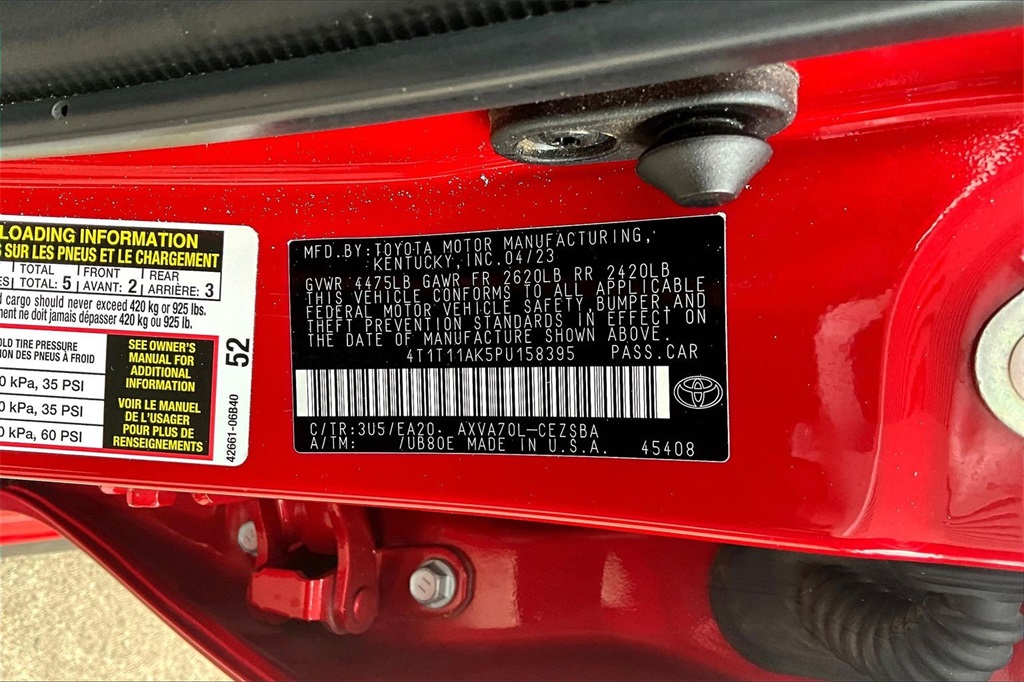 LOADING INFORMATION
SUR LES PNEUS ET LE CHARGEMENT
TOTAL FRONT REAR
TOTAL: 5 AVANT: 2 ARRIÈRE: 3
cargo should never exceed 420 kg or 925 lbs.
ne doit jamais dépasser 420 kg ou 925 lb.
TIRE PRESSURE
DES PNEUS À FROID
kPa, 35 PSI
kPa, 35 PSI
kPa, 60 PSI
SEE OWNER'S
MANUAL FOR
ADDITIONAL
INFORMATION
VOIR LE MANUEL
DE L'USAGER
POUR PLUS DE
RENSEIGNEMENTS
52
42661-06B40
MFD.BY:TOYOTA MOTOR MANUFACTURING,
KENTUCKY,INC.04/23
GVWR 4475LB GAWR FR 2620LB RR 2420LB
THIS VEHICLE CONFORMS TO ALL APPLICABLE
FEDERAL MOTOR VEHICLE SAFETY, BUMPER,AND
THEFT PREVENTION STANDARDS IN EFFECT ON
THE DATE OF MANUFACTURE SHOWN ABOVE.
4T1T11AK5PU158395 PASS.CAR
C/TR:3U5/EA20. AXVA70L-CEZSBA
A/TM: /UB80E MADE IN U.S.A. 45408